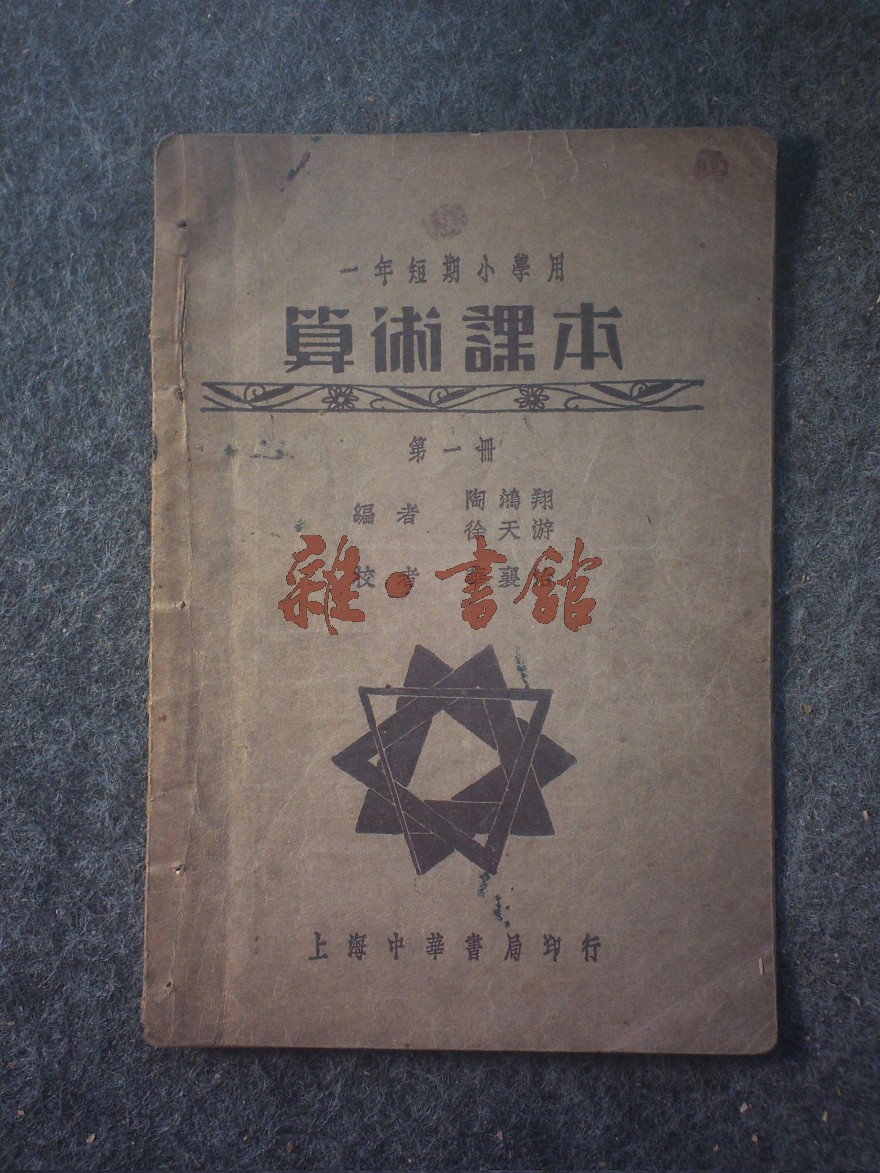 一年短期小學用
算術課本
第一冊
編者 陶鴻翔
徐天游
校者 襄
雜·書館
上海中華書局印行